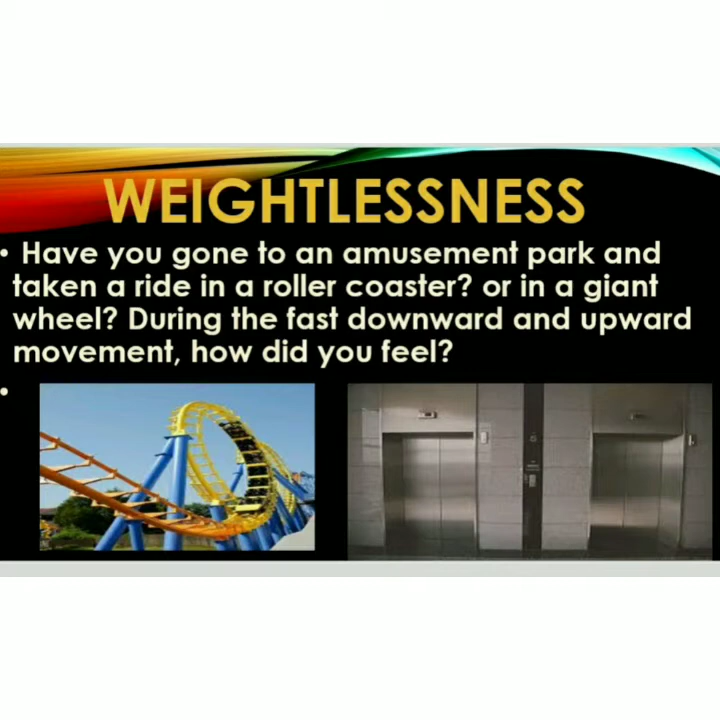 WEIGHTLESSNESS
• Have you gone to an amusement park and
taken a ride in a roller coaster? or in a giant
wheel? During the fast downward and upward
movement, how did you feel?
•